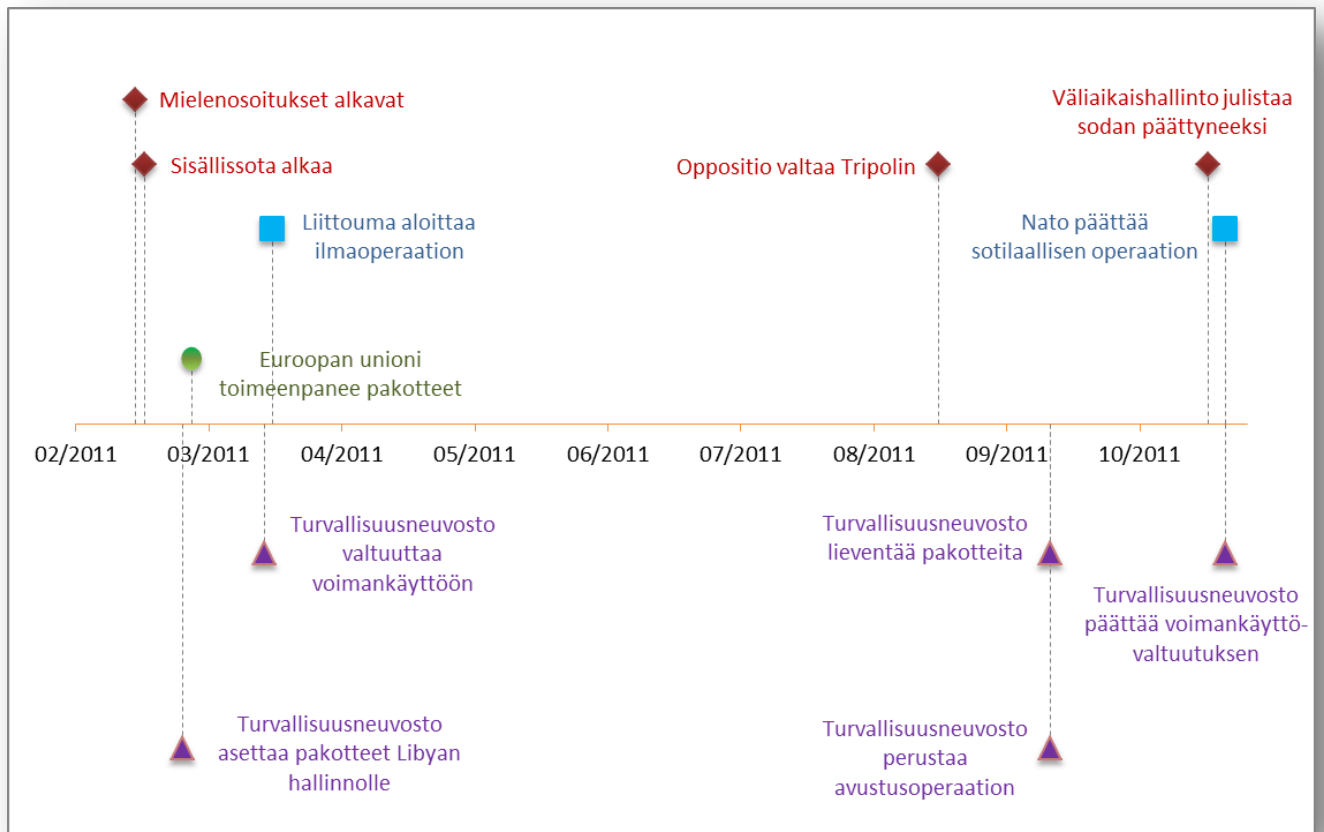 Mielenosoitukset alkavat
Väliaikaishallinto julistaa
sodan päättyneeksi
Sisällissota alkaa
Oppositio valtaa Tripolin
Liittouma aloittaa
ilmaoperaation
Nato päättää
sotilaallisen operaation
Euroopan unioni
toimeenpanee pakotteet
02/2011 03/2011 04/2011 05/2011 06/2011 07/2011 08/2011 09/2011 10/2011
Turvallisuusneuvosto
valtuuttaa
voimankäyttöön
Turvallisuusneuvosto
lieventää pakotteita
Turvallisuusneuvosto
päättää voimankäyttö-
valtuutuksen
Turvallisuusneuvosto
asettaa pakotteet Libyan
hallinnolle
Turvallisuusneuvosto
perustaa
avustusoperaation